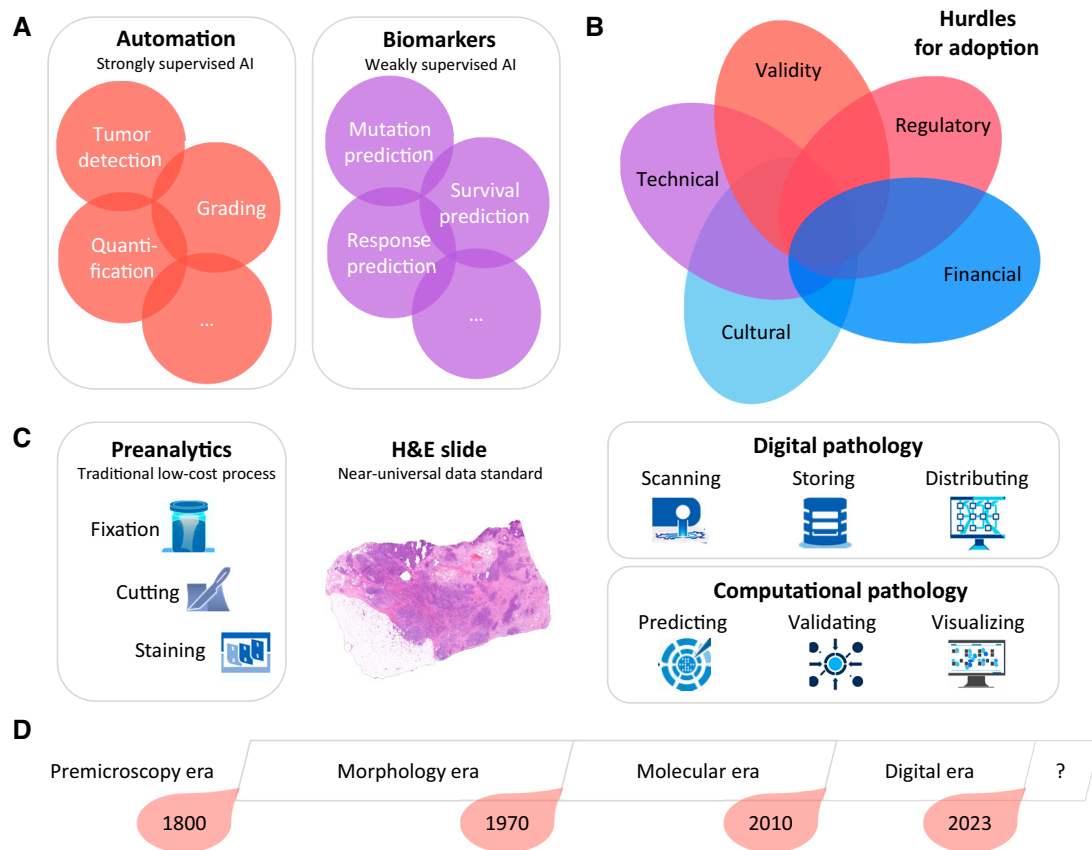 A
Automation
Strongly supervised AI
Tumor
detection
Grading
Quanti-
fication
...
Biomarkers
Weakly supervised AI
Mutation
prediction
Survival
prediction
Response
prediction
...
B
Hurdles
for adoption
Validity
Regulatory
Technical
Financial
Cultural
C
Preanalytics
Traditional low-cost process
Fixation
Cutting
Staining
H&E slide
Near-universal data standard
Digital pathology
Scanning
Storing
Distributing
Computational pathology
Predicting
Validating
Visualizing
D
Premicroscopy era
Morphology era
Molecular era
Digital era
?
1800
1970
2010
2023